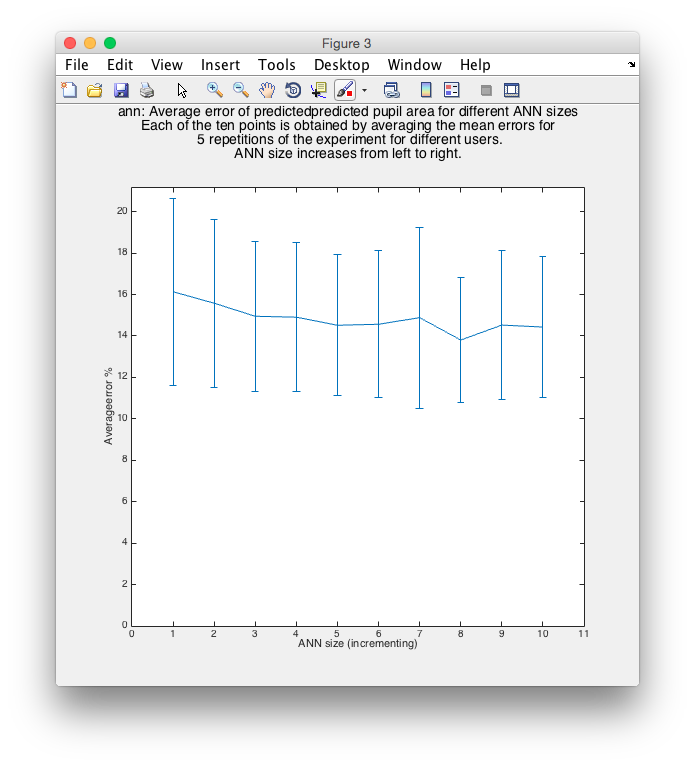 Figure 3
File Edit View Insert Tools Desktop Window Help
ann: Average error of predictedpredicted pupil area for different ANN sizes
Each of the ten points is obtained by averaging the mean errors for
5 repetitions of the experiment for different users.
ANN size increases from left to right.
20
18
16
14
12
10
8
6
4
2
0
Averageerror %
0 1 2 3 4 5 6 7 8 9 10 11
ANN size (incrementing)